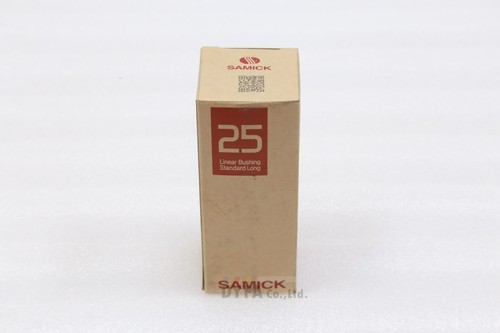 SAMICK
25
Linear Bushing
Standard Long
SAMICK
DYPA Co.,Ltd.